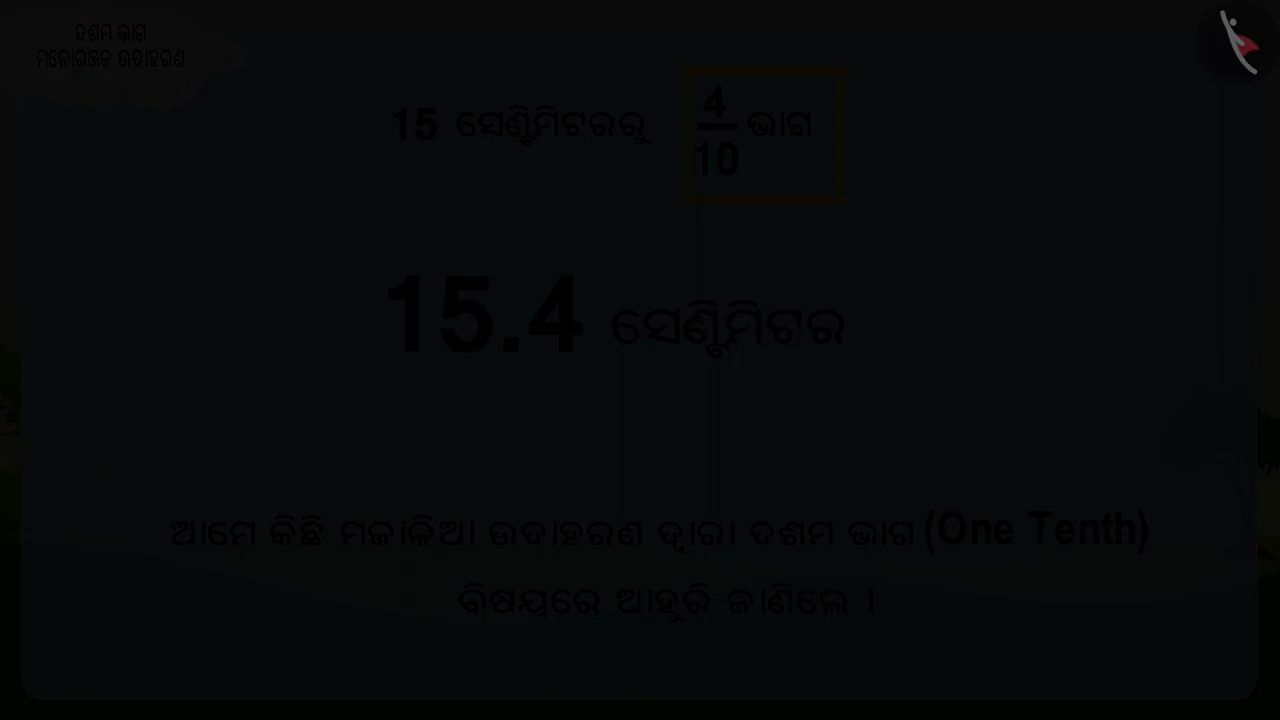 ଦଶମ ଭାଗ
ମନୋରଞ୍ଜକ ଉଦାହରଣ
15 ସେଣ୍ଟିମିଟରରୁ 4/10 ଭାଗ
15.4 ସେଣ୍ଟିମିଟର
ଆମେ କିଛି ମଜାଳିଆ ଉଦାହରଣ ଦ୍ୱାରା ଦଶମ ଭାଗ (One Tenth)
ବିଷୟରେ ଆହୁରି ଜାଣିଲେ ।